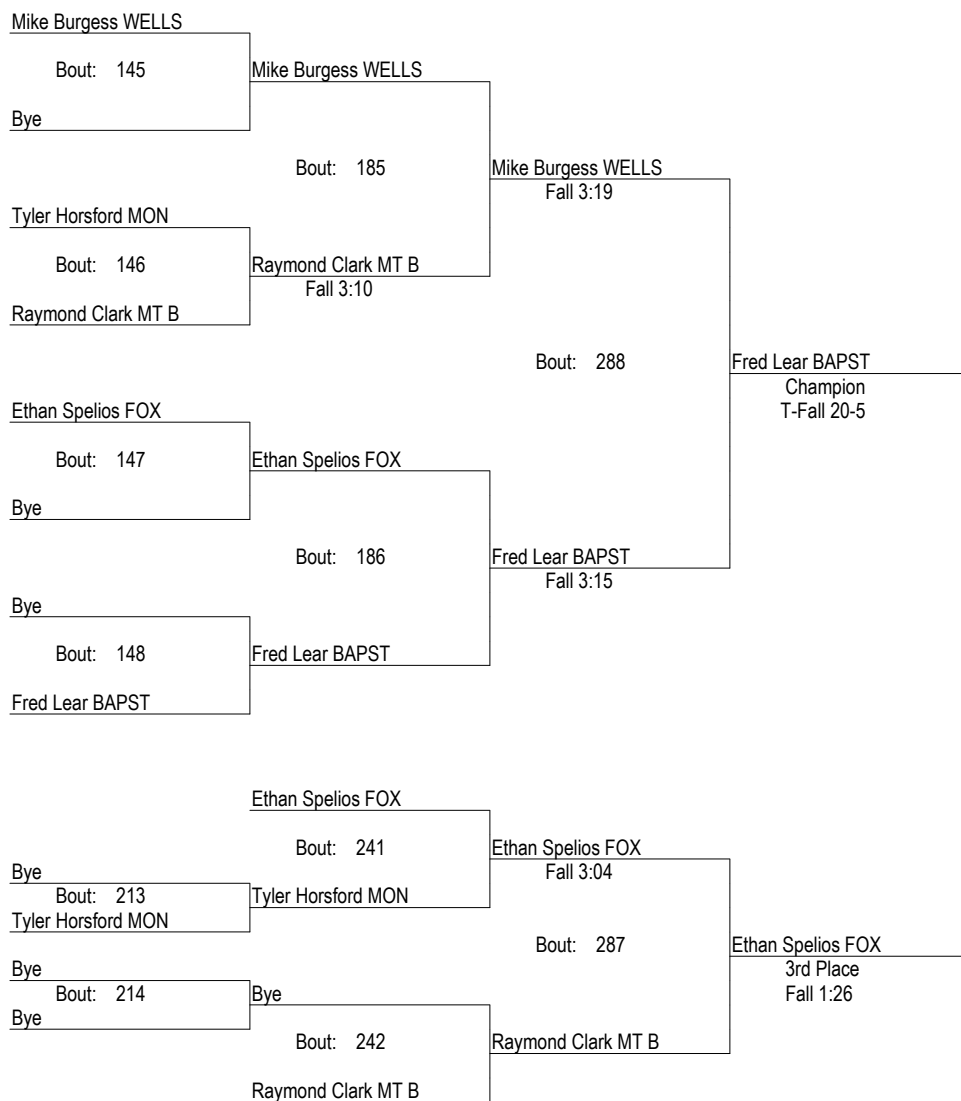 Mike Burgess WELLS
Bout: 145
Mike Burgess WELLS
Bye
Bout: 185
Mike Burgess WELLS
Fall 3:19
Tyler Horsford MON
Bout: 146
Raymond Clark MT B
Fall 3:10
Raymond Clark MT B
Bout: 288
Fred Lear BAPST
Champion
T-Fall 20-5
Ethan Spelios FOX
Bout: 147
Ethan Spelios FOX
Bye
Bout: 186
Fred Lear BAPST
Fall 3:15
Bye
Bout: 148
Fred Lear BAPST
Fred Lear BAPST
Ethan Spelios FOX
Bout: 241
Ethan Spelios FOX
Fall 3:04
Bye
Bout: 213
Tyler Horsford MON
Tyler Horsford MON
Bout: 287
Ethan Spelios FOX
3rd Place
Fall 1:26
Bye
Bout: 214
Bye
Bye
Bout: 242
Raymond Clark MT B
Raymond Clark MT B